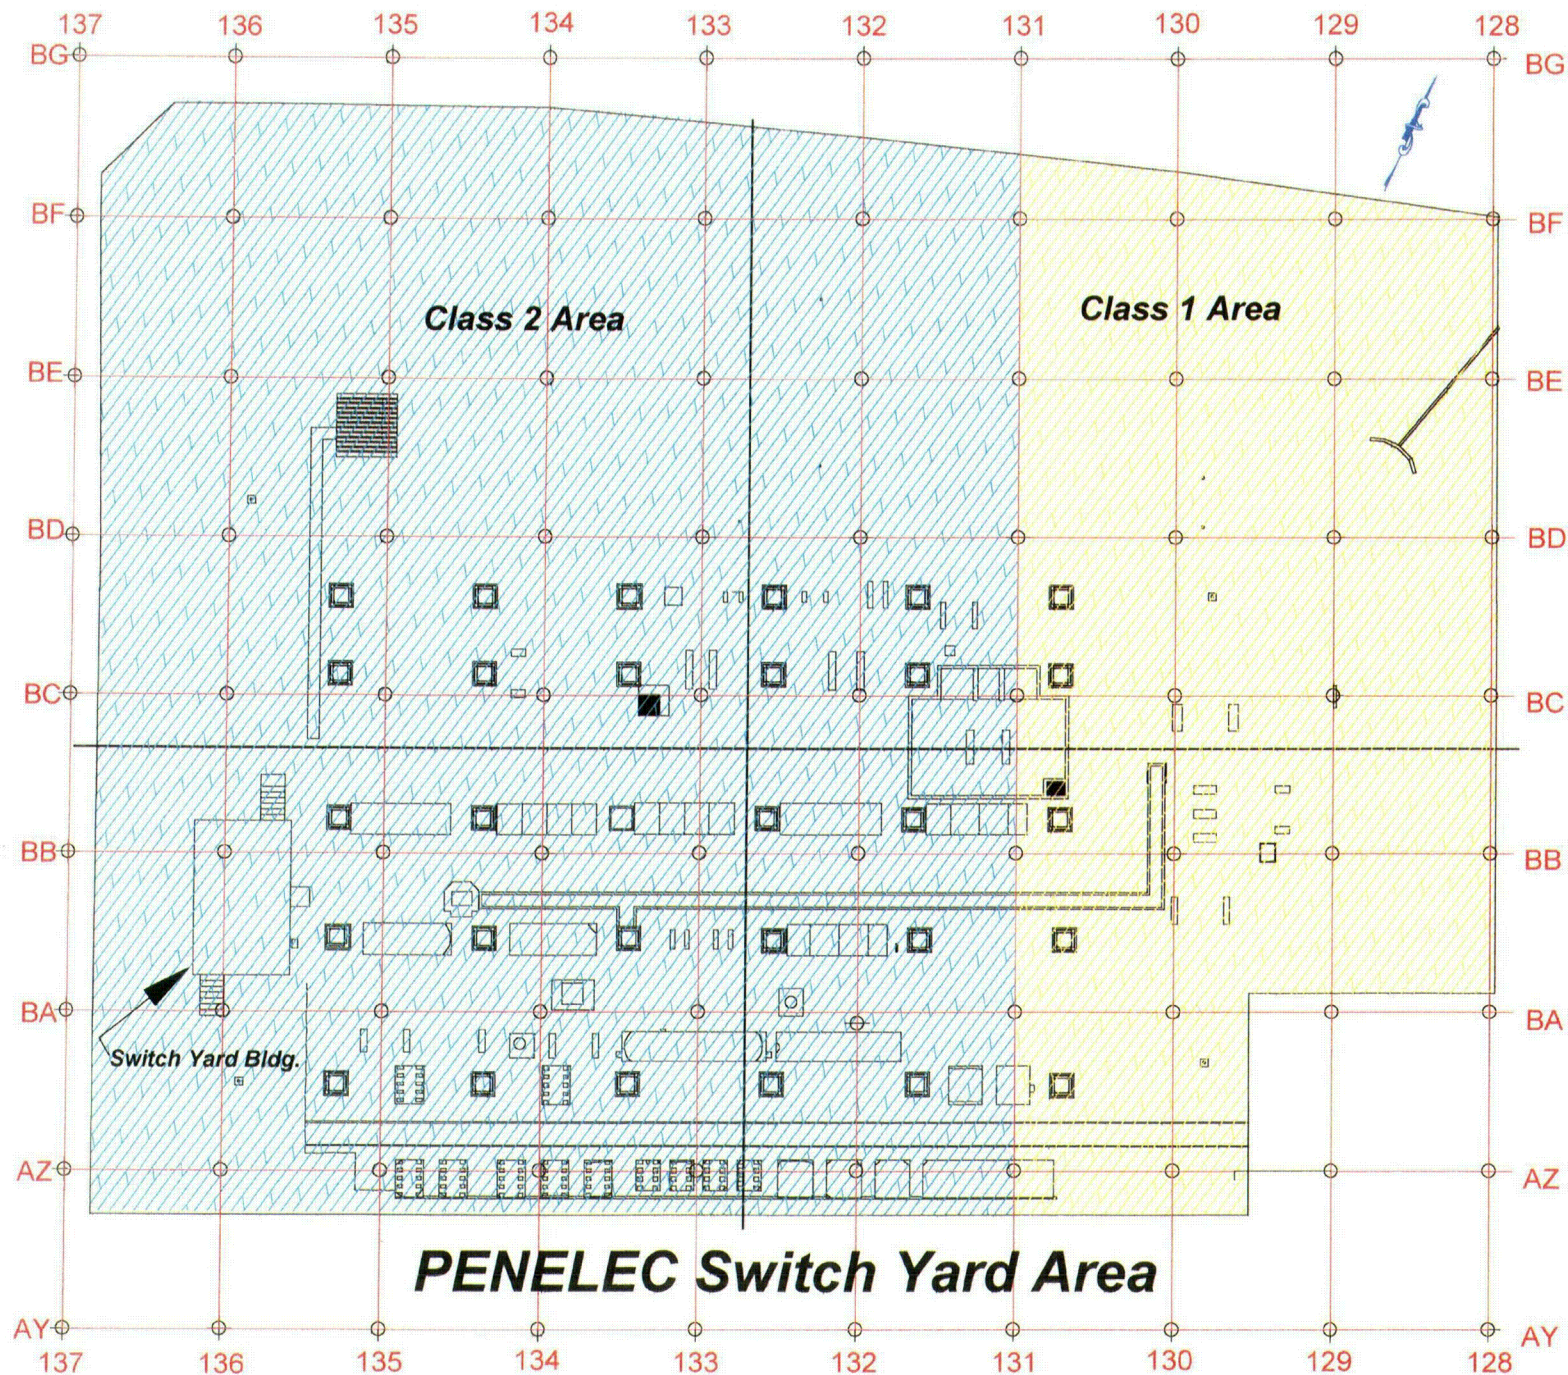 137 136 135 134 133 132 131 130 129 128
BG BG
BF BF
Class 2 Area Class 1 Area
BE BE
BD BD
BC BC
BB BB
BA BA
Switch Yard Bldg.
AZ AZ
PENELEC Switch Yard Area
AY AY
137 136 135 134 133 132 131 130 129 128